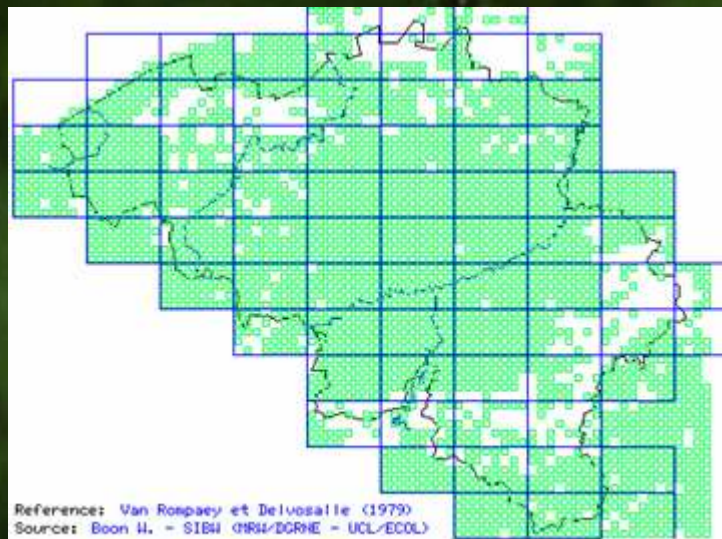 Reference: Van Rompaey et Delvosalle (1979)
Source: Boon W. - SIBW (MRW/DGRNE - UCL/ECOL)